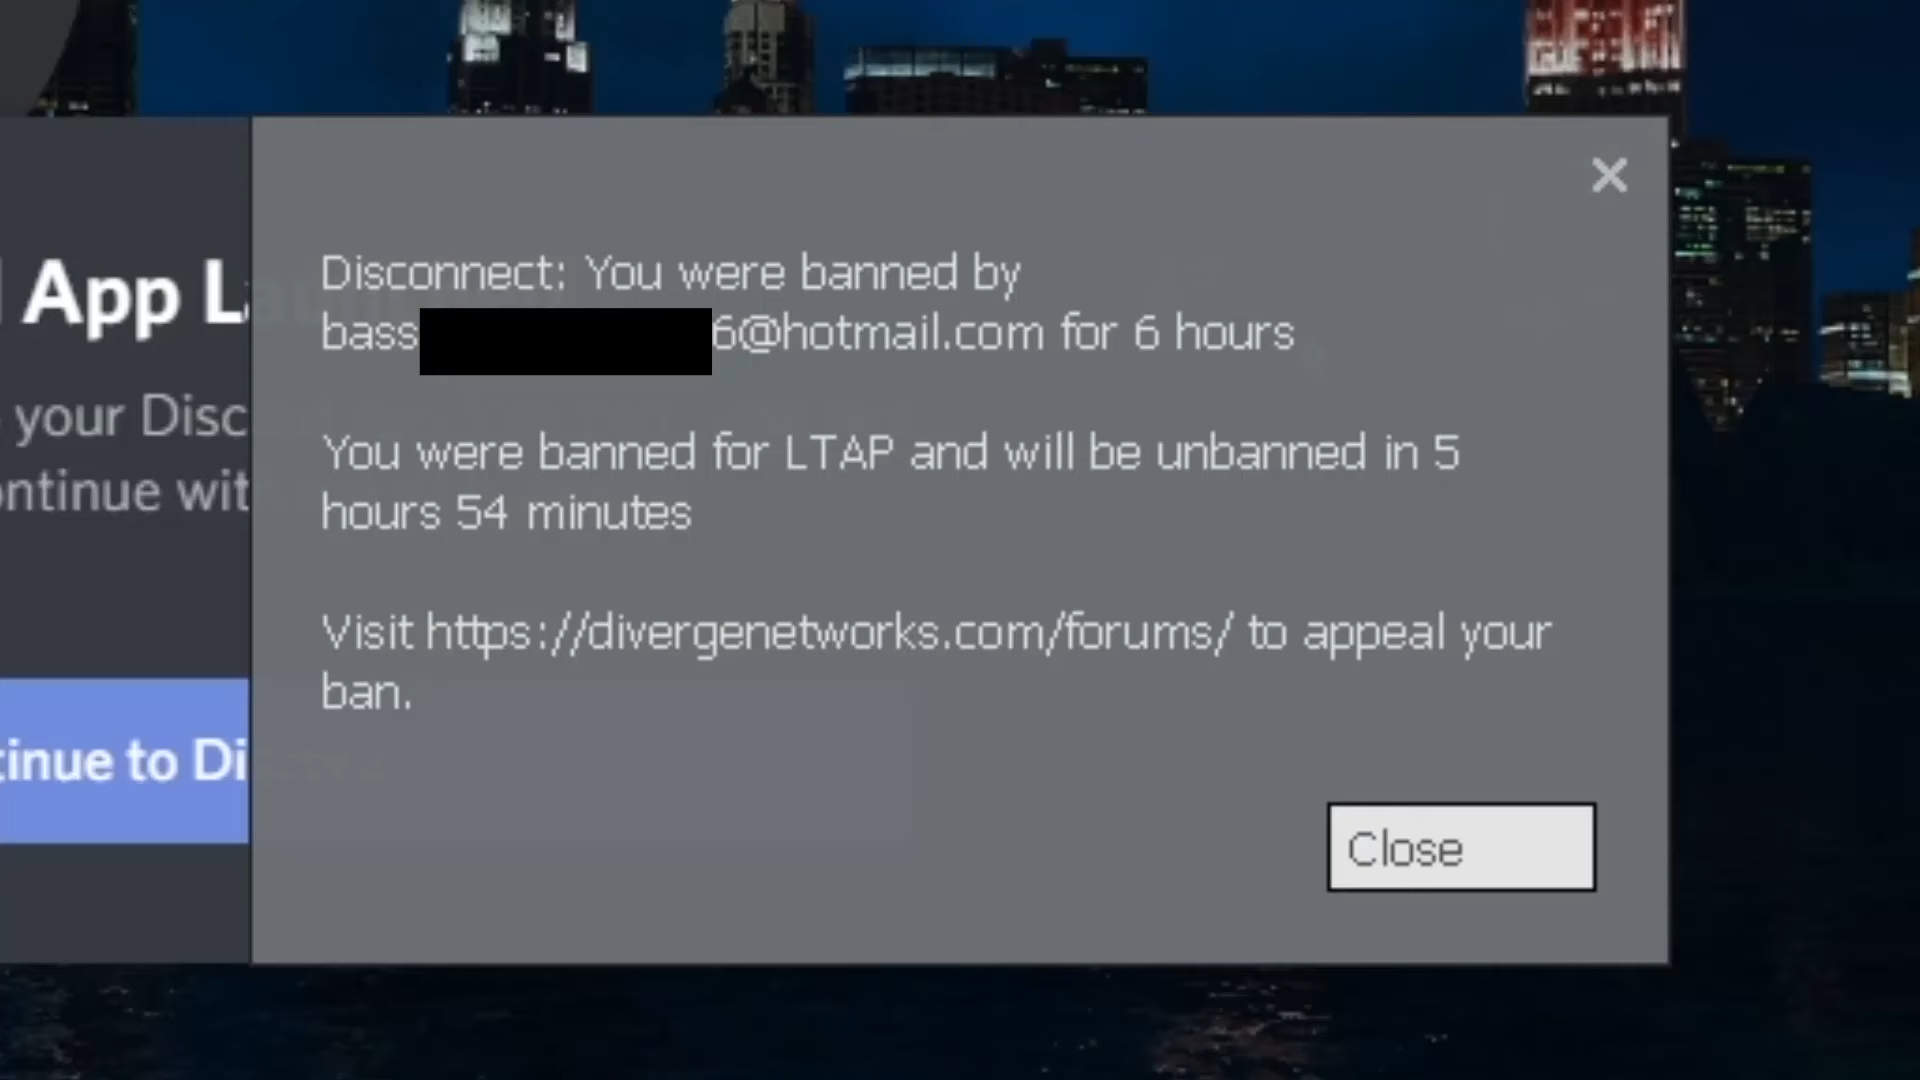 App L
your Disc
ontinue wit
tinue to Di
Disconnect: You were banned by
bass 6@hotmail.com for 6 hours
You were banned for LTAP and will be unbanned in 5
hours 54 minutes
Visit https://divergenetworks.com/forums/ to appeal your
ban.
Close